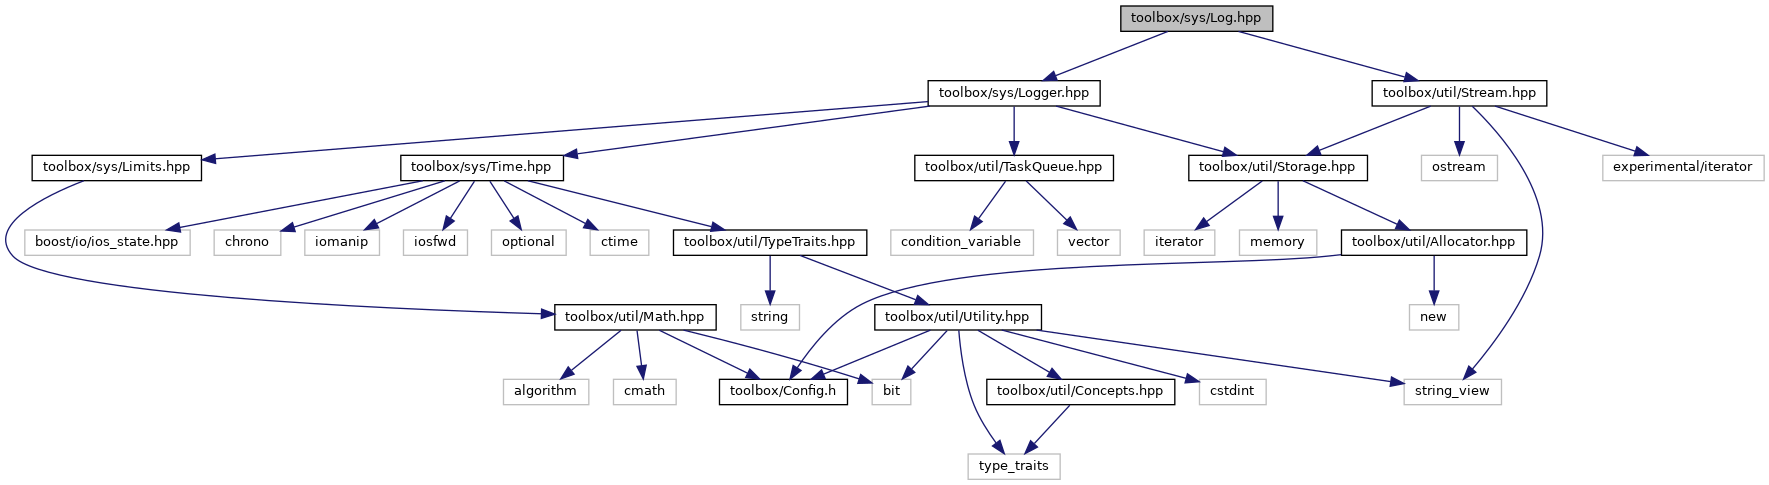 toolbox/sys/Log.hpp
toolbox/sys/Logger.hpp
toolbox/util/Stream.hpp
toolbox/sys/Limits.hpp
toolbox/sys/Time.hpp
toolbox/util/TaskQueue.hpp
toolbox/util/Storage.hpp
ostream
experimental/iterator
boost/io/ios_state.hpp
chrono
iomanip
iosfwd
optional
ctime
toolbox/util/TypeTraits.hpp
condition_variable
vector
iterator
memory
toolbox/util/Allocator.hpp
toolbox/util/Math.hpp
string
toolbox/util/Utility.hpp
new
algorithm
cmath
toolbox/Config.h
bit
toolbox/util/Concepts.hpp
cstdint
string_view
type_traits